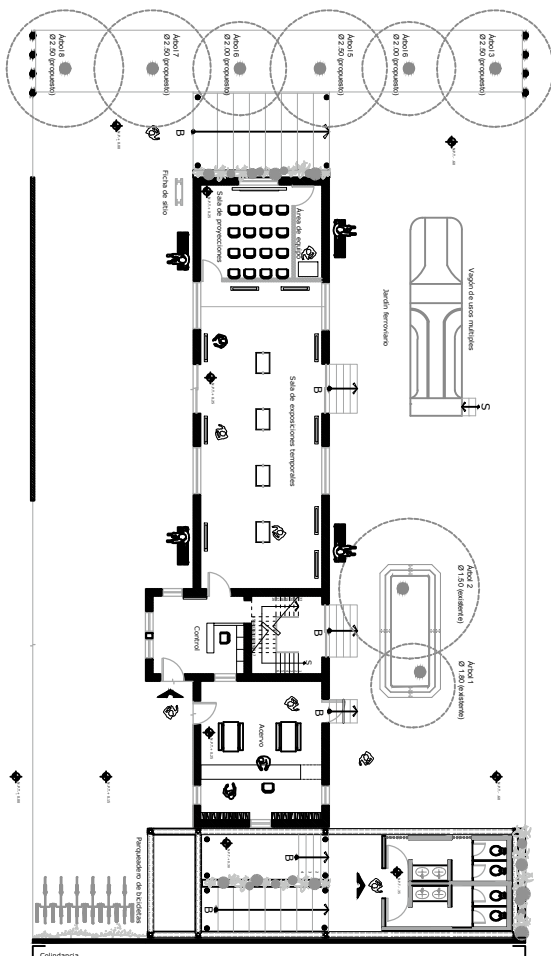 Árbol 8
Ø 2.50 (propuesto)
Árbol 7
Ø 2.50 (propuesto)
Árbol 6
Ø 2.00 (propuesto)
Árbol 5
Ø 2.50 (propuesto)
Árbol 6
Ø 2.00 (propuesto)
Árbol 3
Ø 2.50 (propuesto)
B
Ficha de sitio
Sala de proyecciones
Área de equipo
Jardín ferroviario
Vagón de usos multiples
S
B
Sala de exposiciones temporales
Árbol 2
Ø 1.50 (existente)
Control
B
S
Árbol 1
Ø 1.80 (existente)
B
Acervo
Parqueadero de bicicletas
B
B
Colindancia